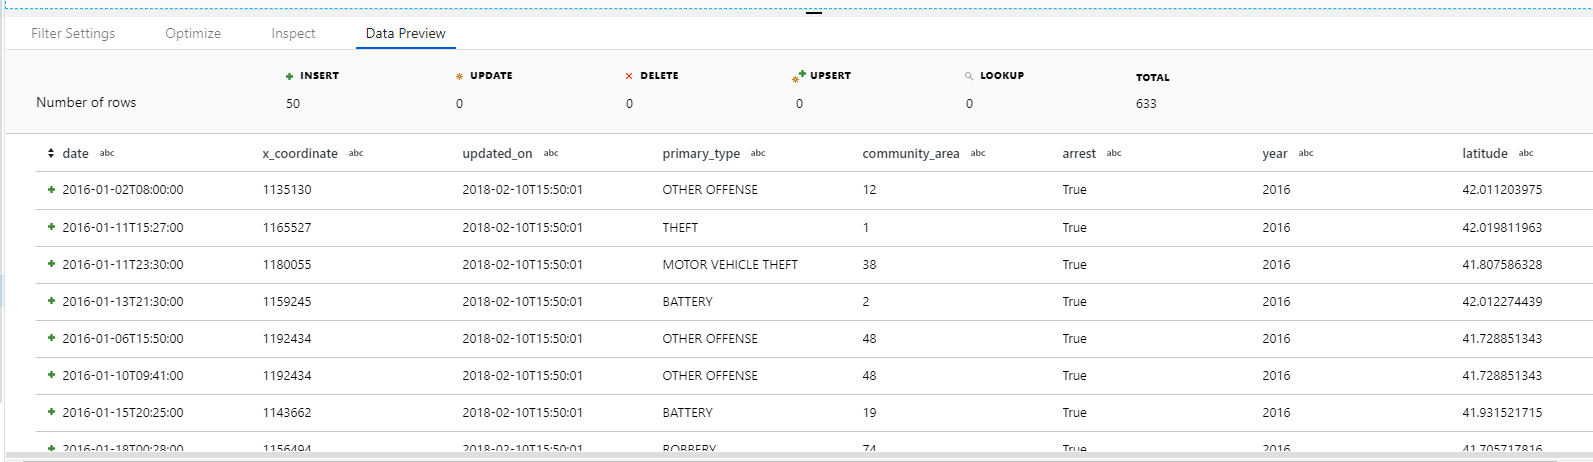 Filter Settings Optimize Inspect Data Preview
INSERT UPDATE DELETE UPSERT LOOKUP TOTAL
Number of rows 50 0 0 0 0 633
date abc x_coordinate abc updated_on abc primary_type abc community_area abc arrest abc year abc latitude abc
2016-01-02T08:00:00 1135130 2018-02-10T15:50:01 OTHER OFFENSE 12 True 2016 42.011203975
2016-01-11T15:27:00 1165527 2018-02-10T15:50:01 THEFT 1 True 2016 42.019811963
2016-01-11T23:30:00 1180055 2018-02-10T15:50:01 MOTOR VEHICLE THEFT 38 True 2016 41.807586328
2016-01-13T21:30:00 1159245 2018-02-10T15:50:01 BATTERY 2 True 2016 42.012274439
2016-01-06T15:50:00 1192434 2018-02-10T15:50:01 OTHER OFFENSE 48 True 2016 41.728851343
2016-01-10T09:41:00 1192434 2018-02-10T15:50:01 OTHER OFFENSE 48 True 2016 41.728851343
2016-01-15T20:25:00 1143662 2018-02-10T15:50:01 BATTERY 19 True 2016 41.931521715
2016-01-18T00:28:00 1156494 2018-02-10T15:50:01 ROBBERY 74 True 2016 41.705717816